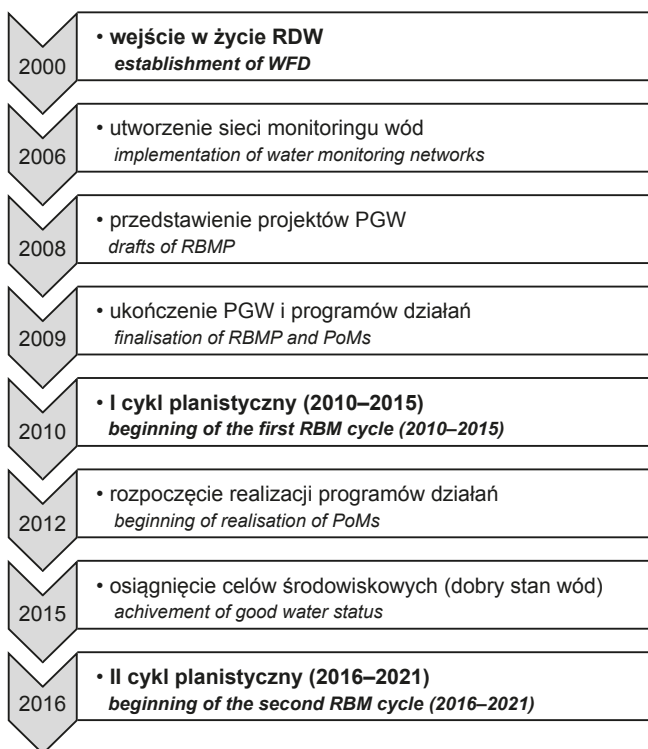 2000
• wejście w życie RDW
establishment of WFD
2006
• utworzenie sieci monitoringu wód
implementation of water monitoring networks
2008
• przedstawienie projektów PGW
drafts of RBMP
2009
• ukończenie PGW i programów działań
finalisation of RBMP and PoMs
2010
• I cykl planistyczny (2010–2015)
beginning of the first RBM cycle (2010–2015)
2012
• rozpoczęcie realizacji programów działań
beginning of realisation of PoMs
2015
• osiągnięcie celów środowiskowych (dobry stan wód)
achivement of good water status
2016
• II cykl planistyczny (2016–2021)
beginning of the second RBM cycle (2016–2021)